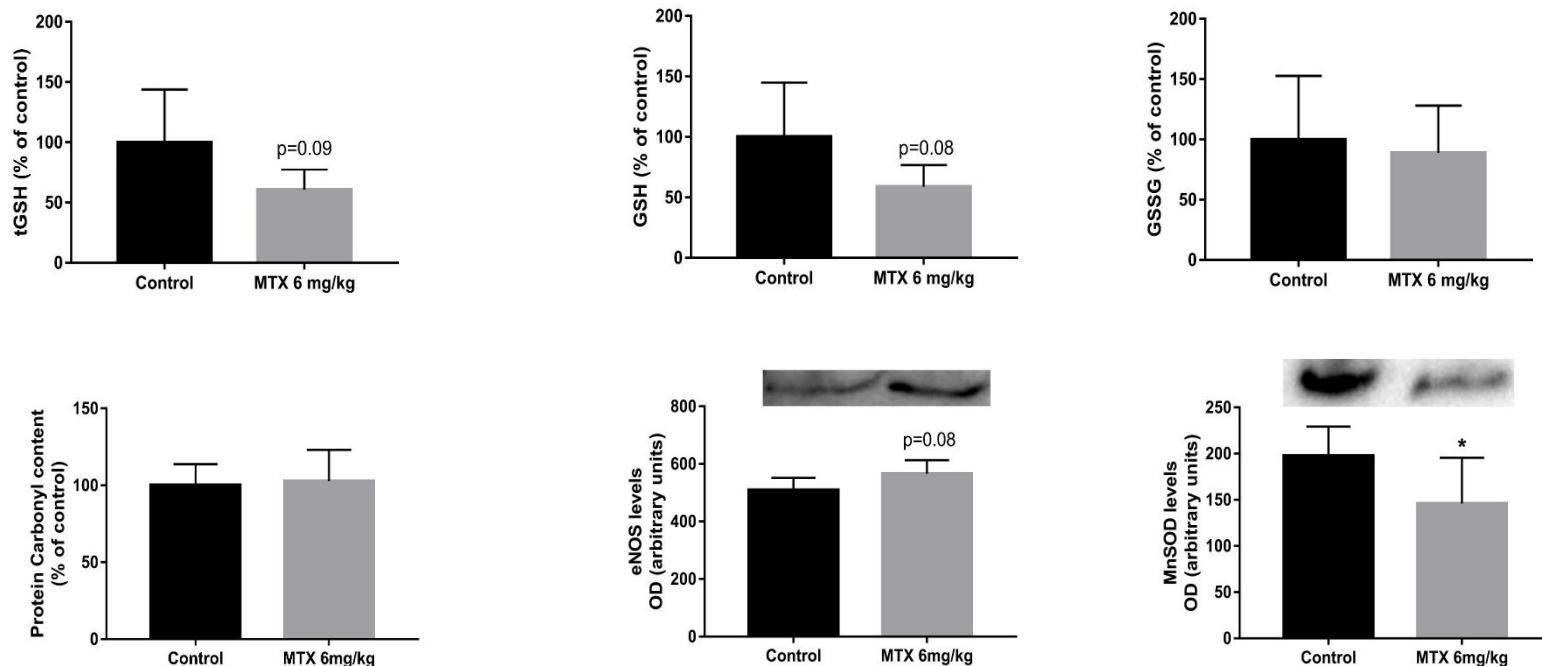 200
150
100
50
0
tGSH (% of control)
p=0.09
Control
MTX 6 mg/kg
200
150
100
50
0
GSH (% of control)
p=0.08
Control
MTX 6 mg/kg
200
150
100
50
0
GSSG (% of control)
Control
MTX 6 mg/kg
150
100
50
0
Protein Carbonyl content
(% of control)
Control
MTX 6mg/kg
800
600
400
200
0
eNOS levels
OD (arbitrary units)
p=0.08
Control
MTX 6mg/kg
250
200
150
100
50
0
MnSOD levels
OD (arbitrary units)
*
Control
MTX 6mg/kg